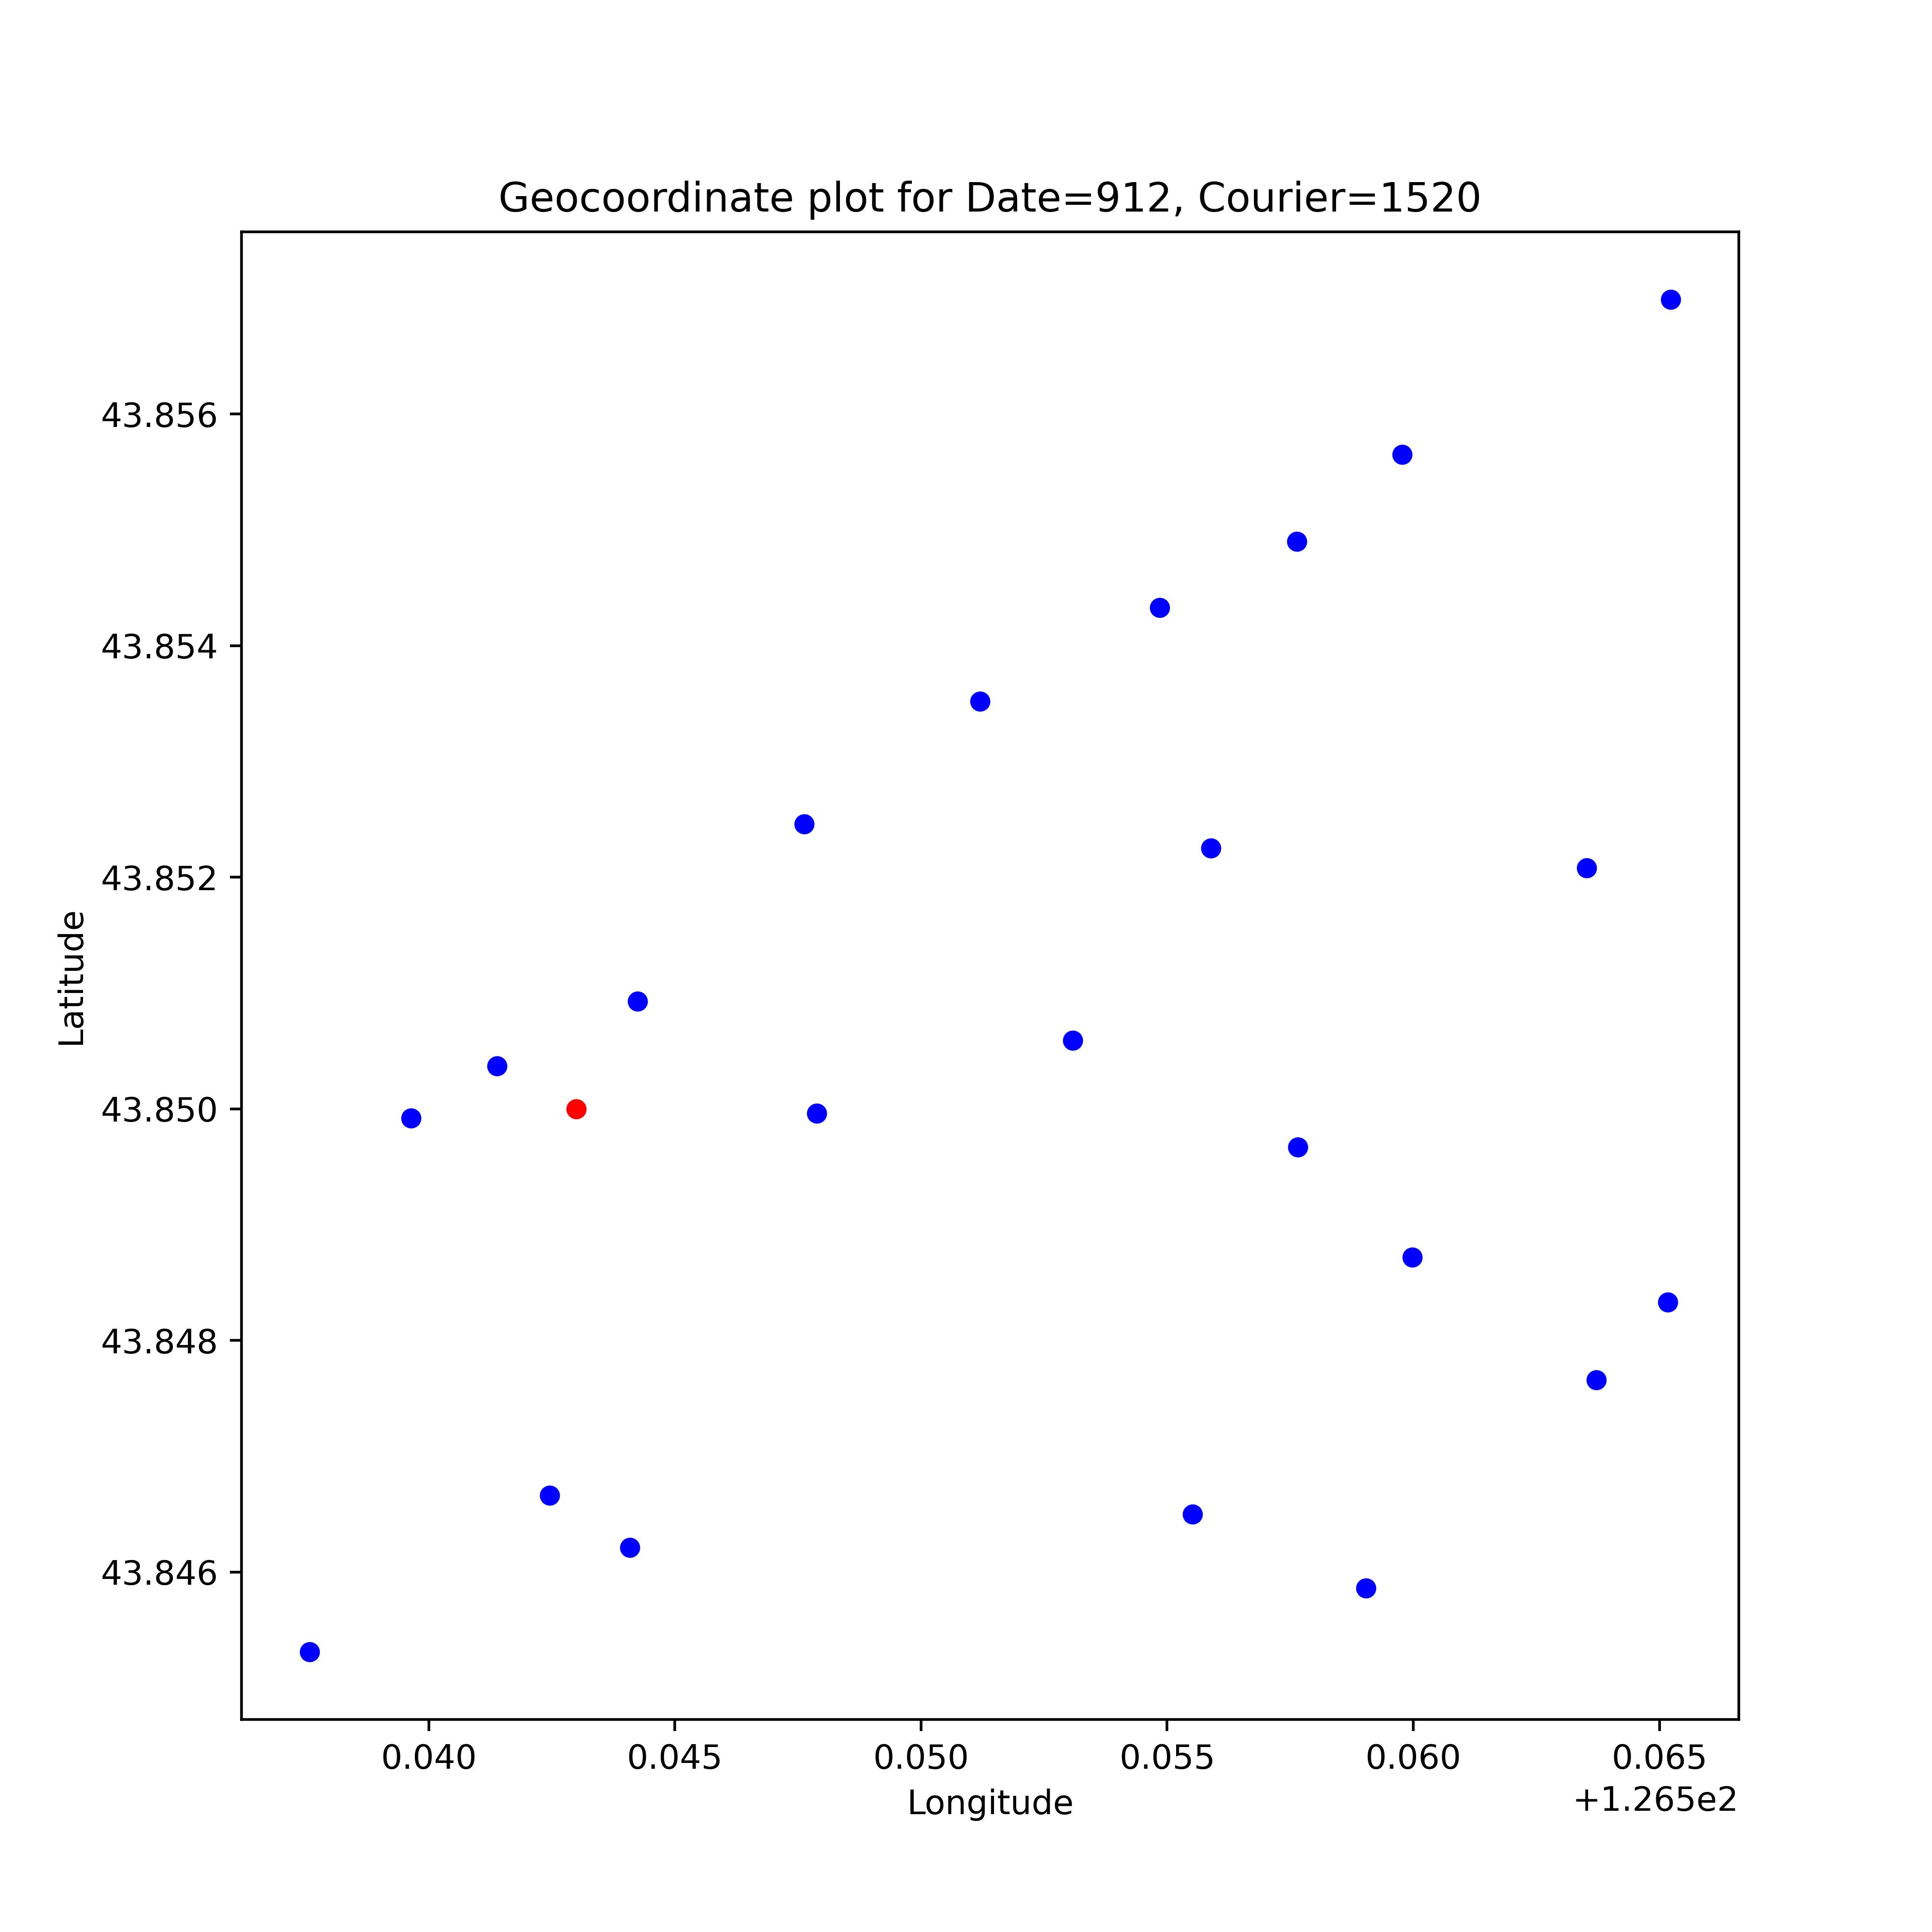 Geocoordinate plot for Date=912, Courier=1520
43.856
43.854
43.852
43.850
43.848
43.846
Latitude
0.040 0.045 0.050 0.055 0.060 0.065
+1.265e2
Longitude